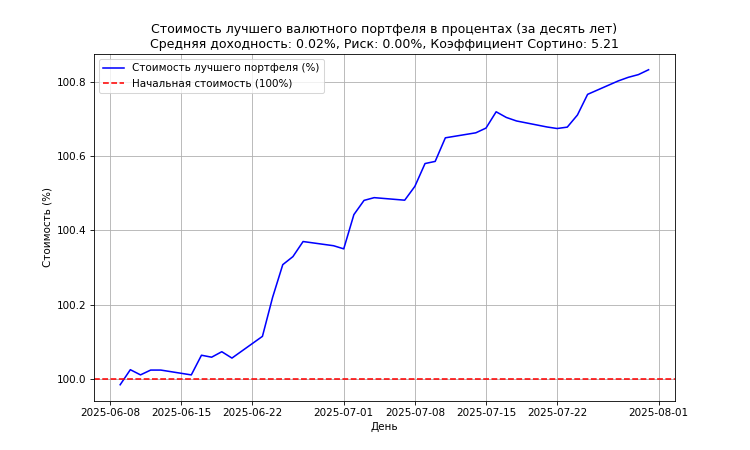 Стоимость лучшего валютного портфеля в процентах (за десять лет)
Средняя доходность: 0.02%, Риск: 0.00%, Коэффициент Сортино: 5.21
Стоимость лучшего портфеля (%)
Начальная стоимость (100%)
Стоимость (%)
100.8
100.6
100.4
100.2
100.0
2025-06-08 2025-06-15 2025-06-22 2025-07-01 2025-07-08 2025-07-15 2025-07-22 2025-08-01
День